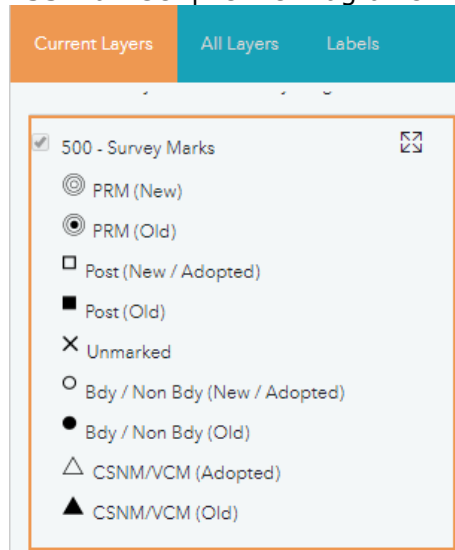 Current Layers All Layers Labels
500 - Survey Marks
PRM (New)
PRM (Old)
Post (New / Adopted)
Post (Old)
Unmarked
Bdy / Non Bdy (New / Adopted)
Bdy / Non Bdy (Old)
CSNM/VCM (Adopted)
CSNM/VCM (Old)